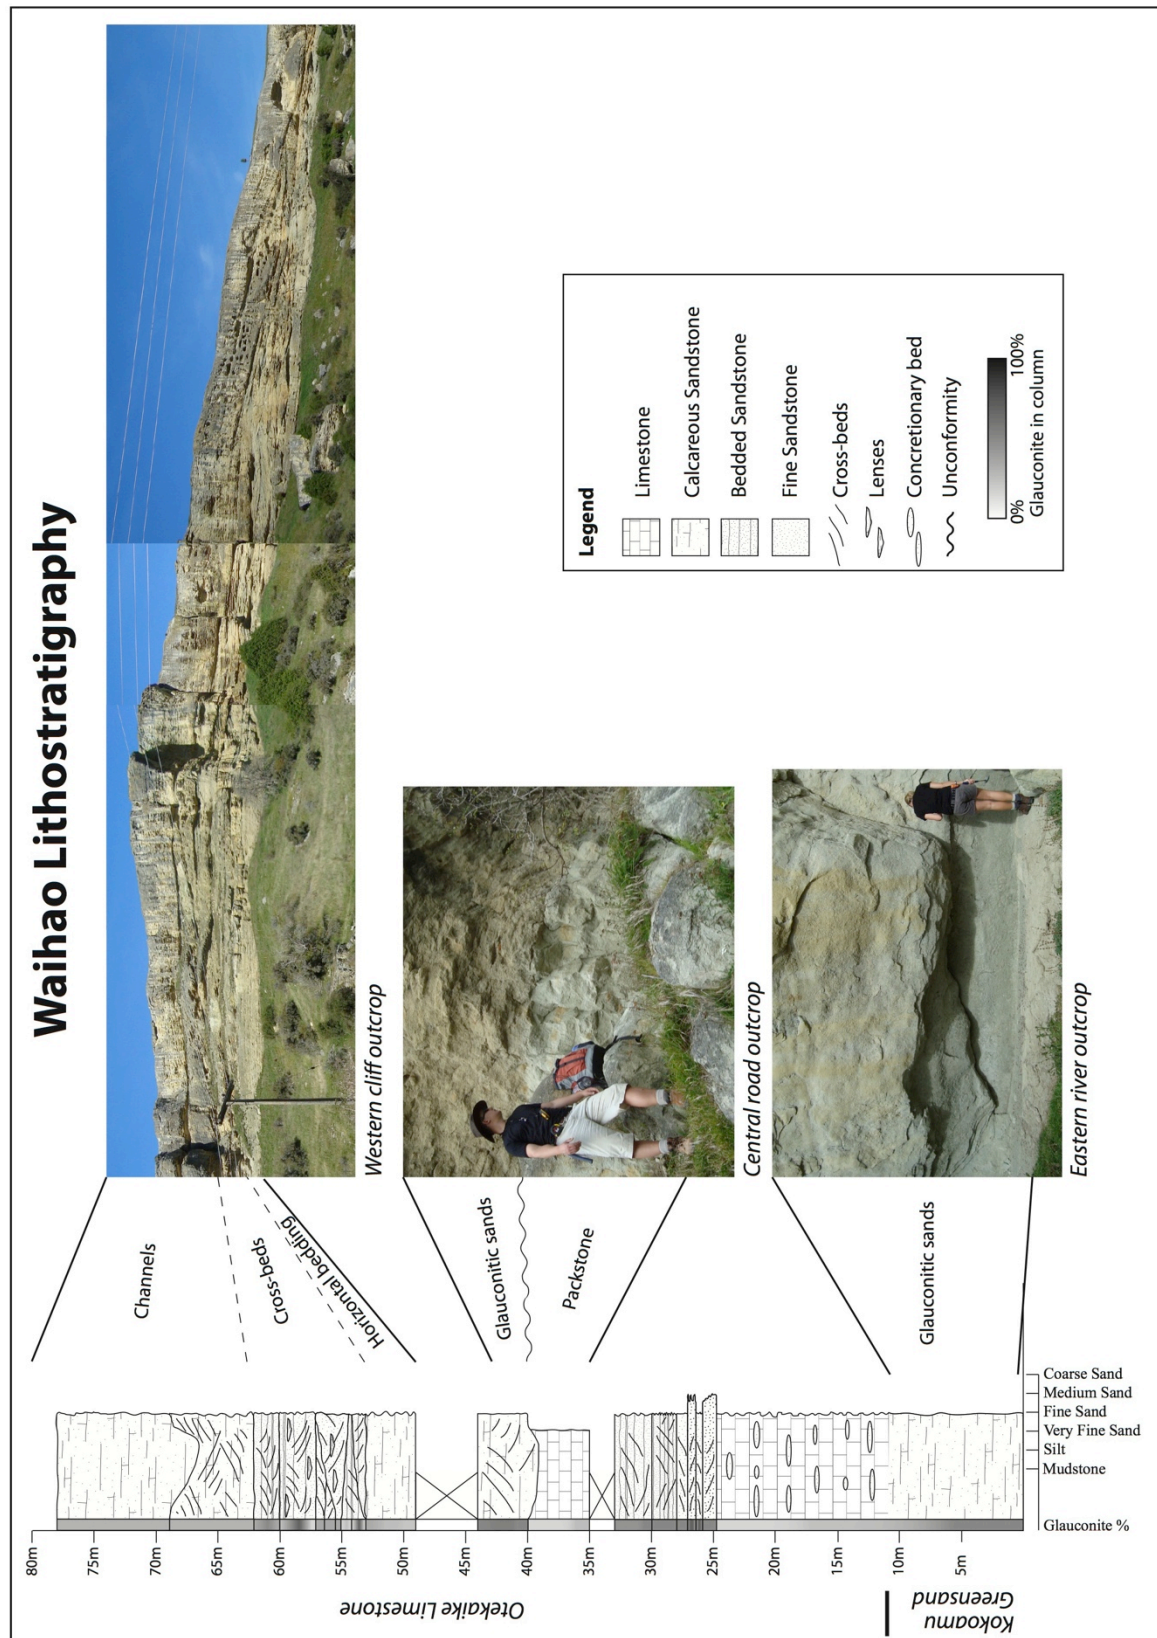 Waihao Lithostratigraphy
Western cliff outcrop
Central road outcrop
Eastern river outcrop
Channels
Cross-beds
Horizontal bedding
Glauconitic sands
Packstone
Glauconitic sands
Legend
Limestone
Calcareous Sandstone
Bedded Sandstone
Fine Sandstone
Cross-beds
Lenses
Concretionary bed
Unconformity
0%
100%
Glauconite in column
Coarse Sand
Medium Sand
Fine Sand
Very Fine Sand
Silt
Mudstone
Glauconite %
80m
75m
70m
65m
60m
55m
50m
45m
40m
35m
30m
25m
20m
15m
10m
5m
Otekaike Limestone
Kokoamu
Greensand